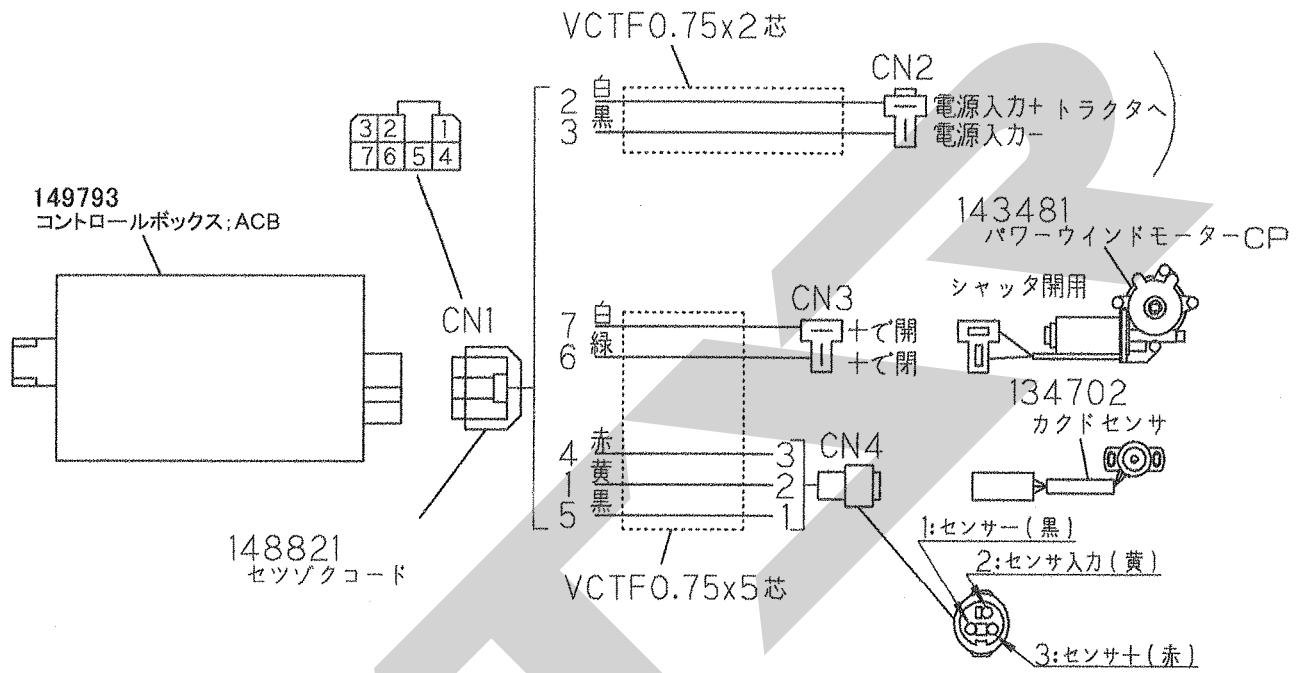 VCTF0.75x2芯
CN2
2 白
3 黒
電源入力+ トラクタへ
電源入力-
3 2 1
7 6 5 4
149793
コントロールボックス;ACB
143481
パワーウインドモーターCP
シャッタ開用
CN1
CN3
7 白
6 緑
+で開
+で閉
134702
カクドセンサ
CN4
4 赤 3
1 黄 2
5 黒 1
148821
セツゾクコード
VCTF0.75x5芯
1:センサー(黒)
2:センサ入力(黄)
3:センサ+(赤)